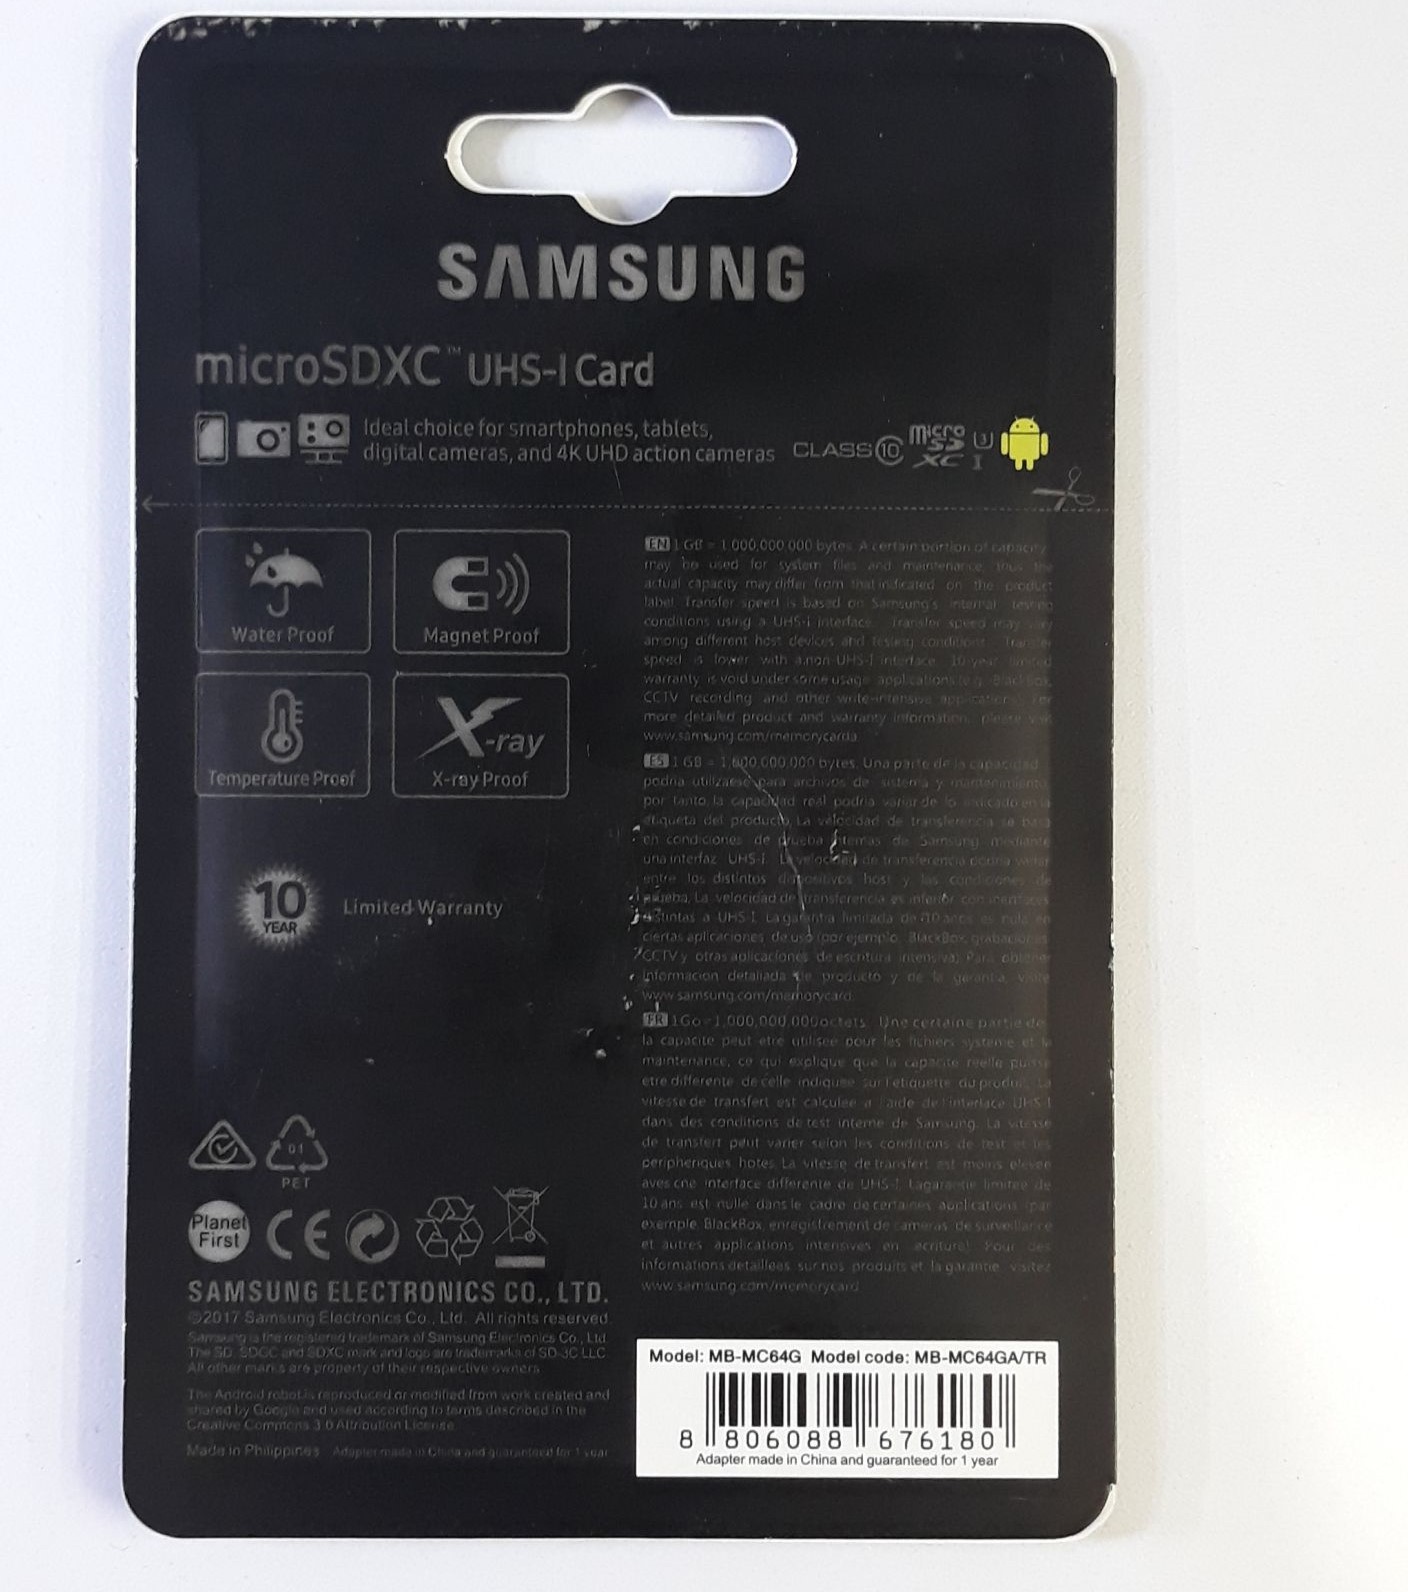 SAMSUNG
microSDXC™ UHS-I Card
Ideal choice for smartphones, tablets,
digital cameras, and 4K UHD action cameras
CLASS 10 micro SD XC I U3
Water Proof
Magnet Proof
Temperature Proof
X-ray
X-ray Proof
10 YEAR
Limited Warranty
EN 1 GB = 1,000,000,000 bytes. A certain portion of capacity
may be used for system files and maintenance, thus the
actual capacity may differ from that indicated on the product
label. Transfer speed is based on Samsung's internal testing
conditions using a UHS-I interface. Transfer speed may vary
among different host devices and testing conditions. Transfer
speed is lower with a non-UHS-I interface. 10-year limited
warranty is void under some usage applications (e.g. BlackBox,
CCTV recording and other write-intensive applications). For
more detailed product and warranty information, please visit
www.samsung.com/memorycard
ES 1 GB = 1,000,000,000 bytes. Una parte de la capacidad
podría utilizarse para archivos de sistema y mantenimiento,
por tanto, la capacidad real podría variar de lo indicado en la
etiqueta del producto. La velocidad de transferencia se basa
en condiciones de prueba internas de Samsung mediante
una interfaz UHS-I. La velocidad de transferencia podría variar
entre los distintos dispositivos host y las condiciones de
prueba. La velocidad de transferencia es inferior con interfaces
distintas a UHS-I. La garantía limitada de 10 años es nula en
ciertas aplicaciones de uso (por ejemplo, BlackBox, grabaciones
CCTV y otras aplicaciones de escritura intensiva). Para obtener
información detallada de producto y de la garantía, visite
www.samsung.com/memorycard
FR 1Go=1,000,000,000octets. Une certaine partie de
la capacité peut etre utilisée pour les fichiers système et la
maintenance, ce qui explique que la capacité réelle puisse
etre differente de celle indiquée sur l'etiquette du produit. La
vitesse de transfert est calculée a l'aide de l'interface UHS-I
dans des conditions de test interne de Samsung. La vitesse
de transfert peut varier selon les conditions de test et les
peripheriques hotes. La vitesse de transfert est moins elevée
avec une interface differente de UHS-I. La garantie limitée de
10 ans est nulle dans le cadre de certaines applications (par
exemple BlackBox, enregistrement de cameras de surveillance
et autres applications intensives en ecriture). Pour des
informations detaillees sur nos produits et la garantie, visitez
www.samsung.com/memorycard
01
PET
Planet First
CE
SAMSUNG ELECTRONICS CO., LTD.
©2017 Samsung Electronics Co., Ltd. All rights reserved.
Samsung is the registered trademark of Samsung Electronics Co., Ltd.
The SD, SDGC and SDXC mark and logo are trademarks of SD-3C LLC.
All other marks are property of their respective owners.
The Android robot is reproduced or modified from work created and
shared by Google and used according to terms described in the
Creative Commons 3.0 Attribution License.
Made in Philippines Adapter made in China and guaranteed for 1 year
Model: MB-MC64G Model code: MB-MC64GA/TR
8 806088 676180
Adapter made in China and guaranteed for 1 year